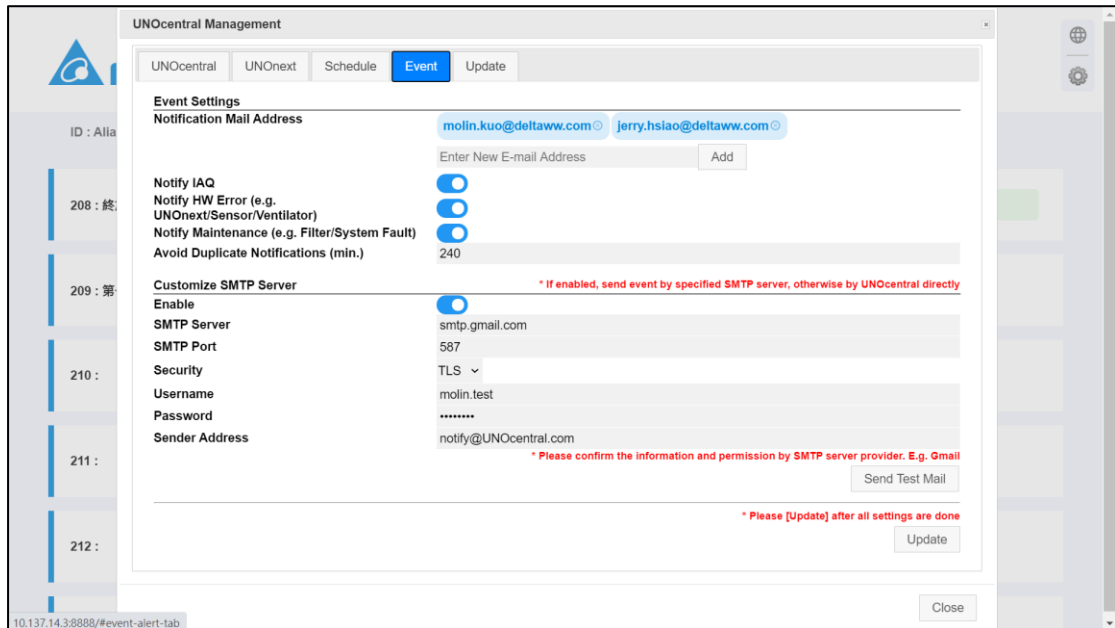 UNOcentral Management
UNOcentral UNOnext Schedule Event Update
Event Settings
Notification Mail Address
molin.kuo@deltaww.com jerry.hsiao@deltaww.com
Enter New E-mail Address Add
Notify IAQ
Notify HW Error (e.g.
UNOnext/Sensor/Ventilator)
Notify Maintenance (e.g. Filter/System Fault)
Avoid Duplicate Notifications (min.) 240
Customize SMTP Server * If enabled, send event by specified SMTP server, otherwise by UNOcentral directly
Enable
SMTP Server smtp.gmail.com
SMTP Port 587
Security TLS
Username molin.test
Password ••••••••
Sender Address notify@UNOcentral.com
* Please confirm the information and permission by SMTP server provider. E.g. Gmail
Send Test Mail
* Please [Update] after all settings are done
Update
Close
ID : Alia
208 : 終
209 : 第
210 :
211 :
212 :
10.137.14.3:8888/#event-alert-tab